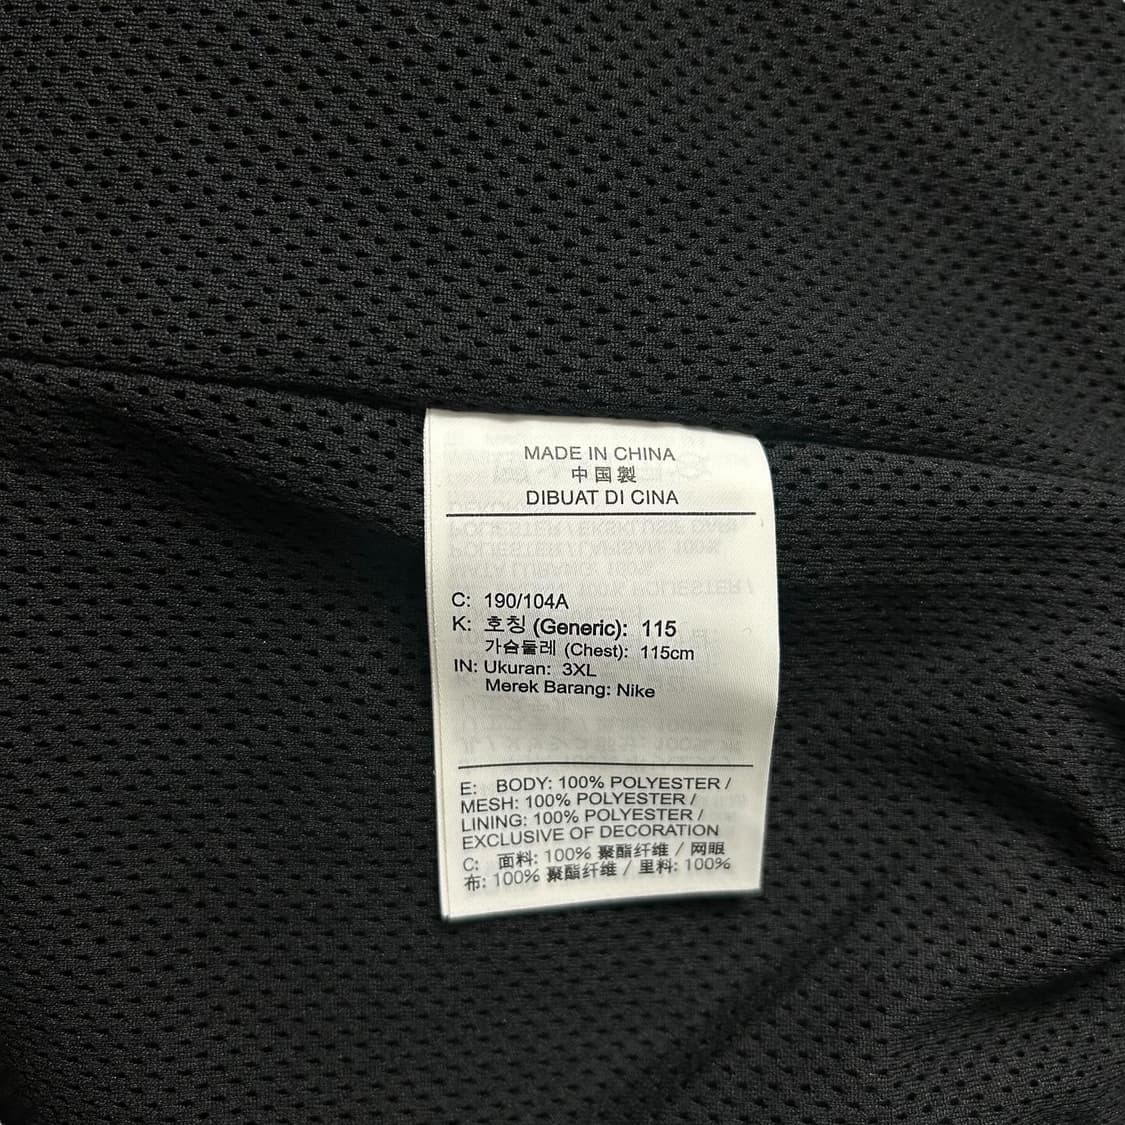 MADE IN CHINA
中国製
DIBUAT DI CINA
C: 190/104A
K: 호칭 (Generic): 115
가슴둘레 (Chest): 115cm
IN: Ukuran: 3XL
Merek Barang: Nike
E: BODY: 100% POLYESTER /
MESH: 100% POLYESTER /
LINING: 100% POLYESTER /
EXCLUSIVE OF DECORATION
C: 面料: 100% 聚酯纤维 / 网眼
布: 100% 聚酯纤维 / 里料: 100%